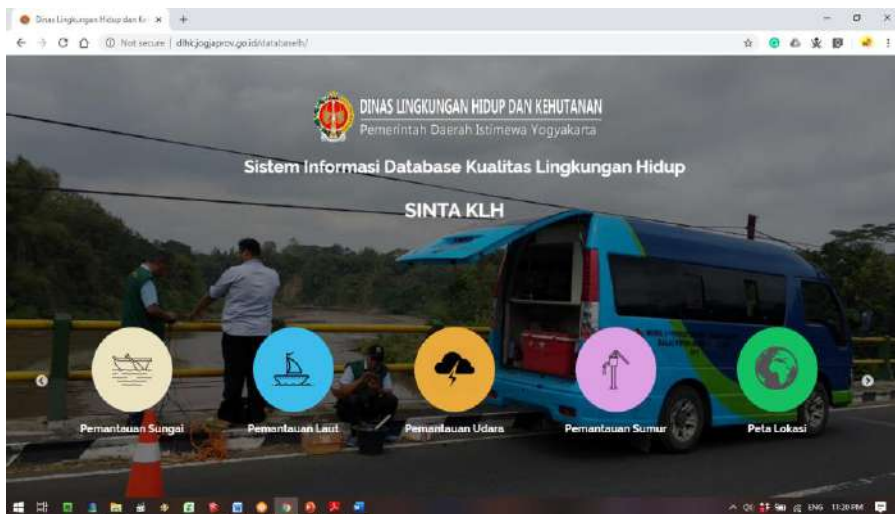 Dinas Lingkungan Hidup dan Ke
Not secure | dlhk.jogjaprov.go.id/databaselh/
DINAS LINGKUNGAN HIDUP DAN KEHUTANAN
Pemerintah Daerah Istimewa Yogyakarta
Sistem Informasi Database Kualitas Lingkungan Hidup
SINTA KLH
Pemantauan Sungai
Pemantauan Laut
Pemantauan Udara
Pemantauan Sumur
Peta Lokasi
ENG 11:20 PM